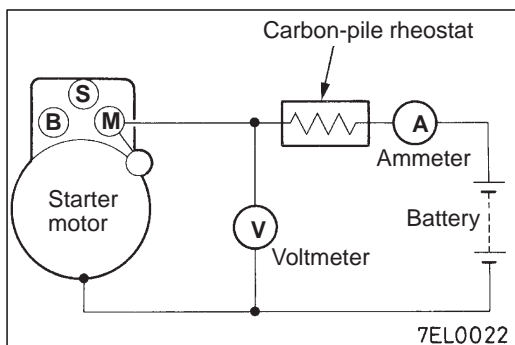 Carbon-pile rheostat
S
B
M
A
Ammeter
Starter
motor
Battery
V
Voltmeter
7EL0022